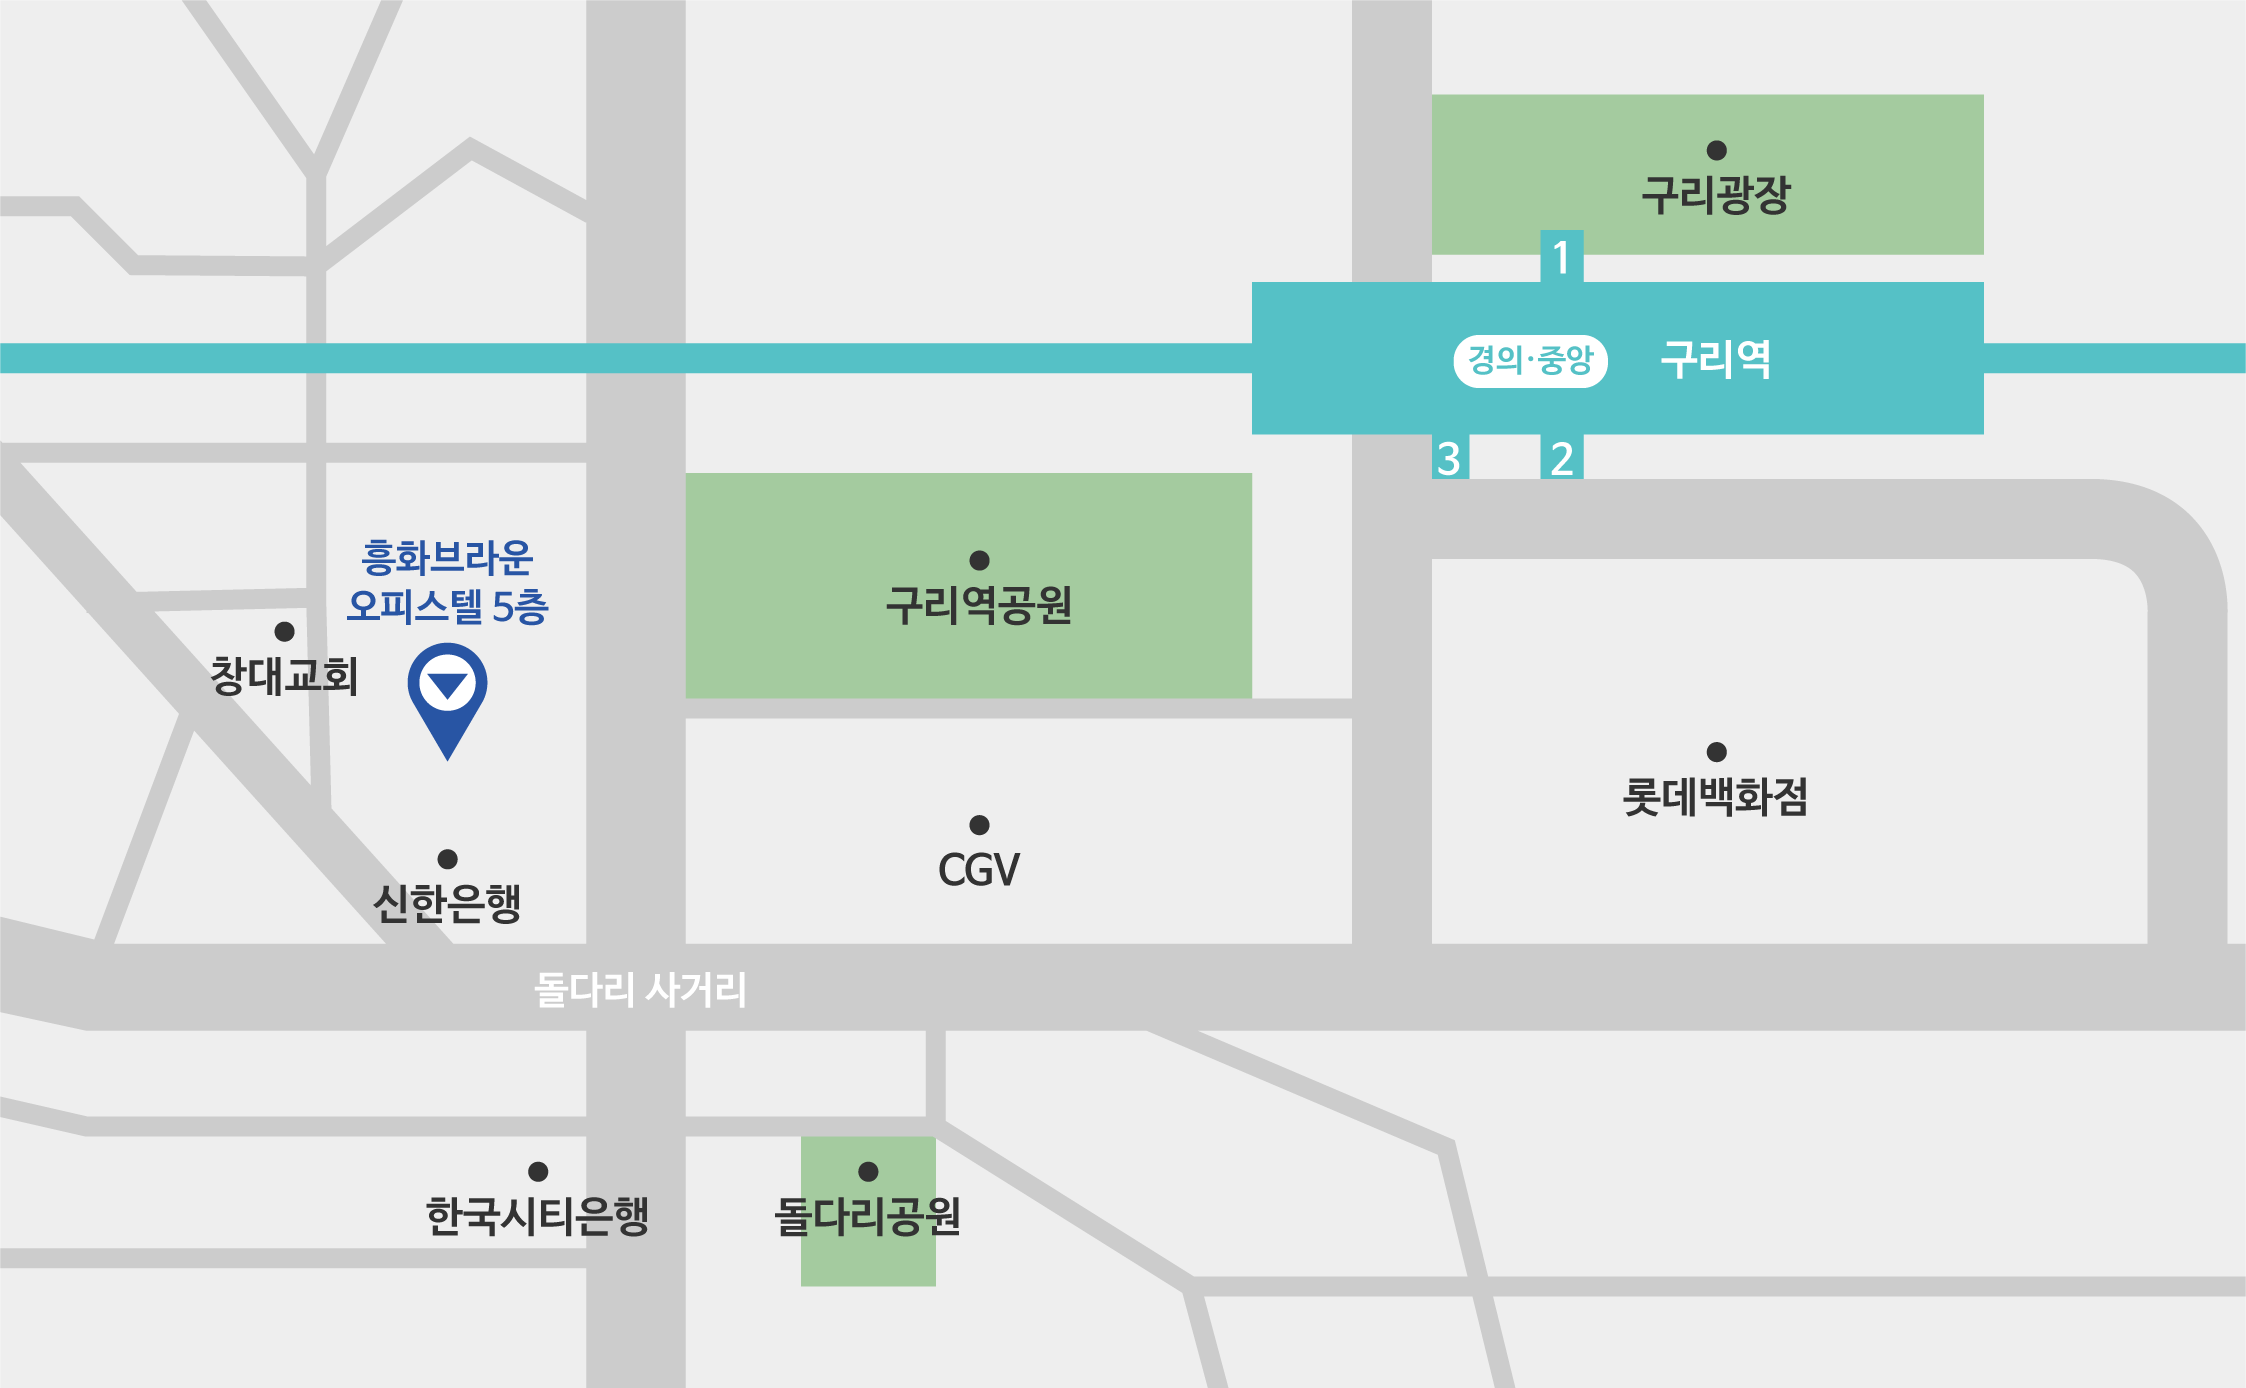 구리광장
1
경의·중앙 구리역
3 2
흥화브라운
오피스텔 5층
구리역공원
창대교회
롯데백화점
CGV
신한은행
돌다리 사거리
한국시티은행
돌다리공원